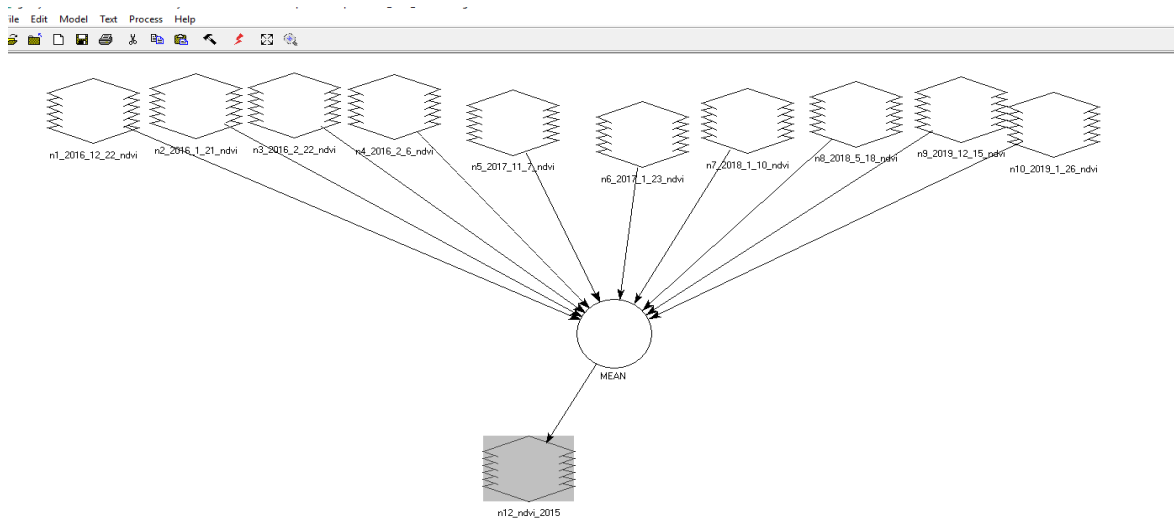 ile Edit Model Text Process Help
n1_2016_12_22_ndvi
n2_2016_1_21_ndvi
n3_2016_2_22_ndvi
n4_2016_2_6_ndvi
n5_2017_11_7_ndvi
n6_2017_1_23_ndvi
n7_2018_1_10_ndvi
n8_2018_5_18_ndvi
n9_2019_12_15_ndvi
n10_2019_1_26_ndvi
MEAN
n12_ndvi_2015